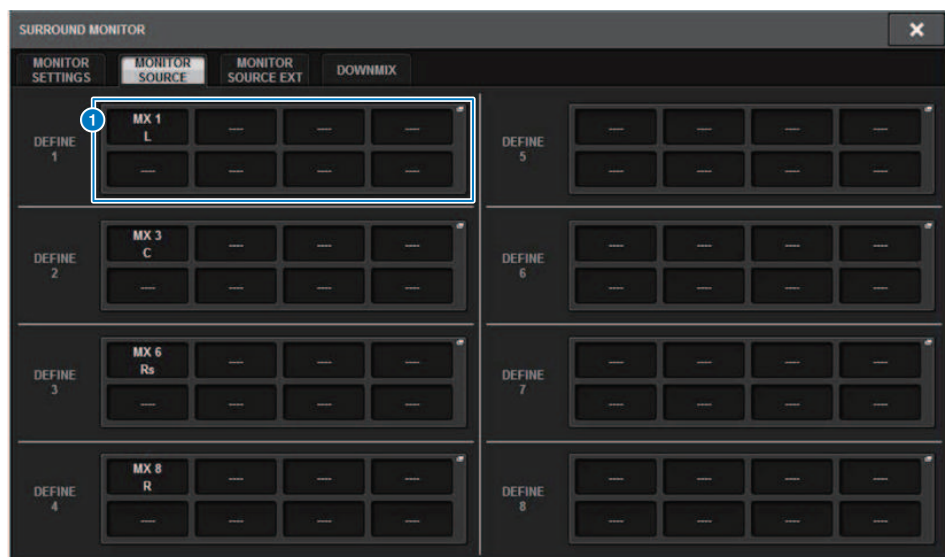 SURROUND MONITOR
MONITOR SETTINGS
MONITOR SOURCE
MONITOR SOURCE EXT
DOWNMIX
1
DEFINE 1
MX 1 L ---- ---- ----
---- ---- ---- ----
DEFINE 2
MX 3 C ---- ---- ----
---- ---- ---- ----
DEFINE 3
MX 6 Rs ---- ---- ----
---- ---- ---- ----
DEFINE 4
MX 8 R ---- ---- ----
---- ---- ---- ----
DEFINE 5
---- ---- ---- ----
---- ---- ---- ----
DEFINE 6
---- ---- ---- ----
---- ---- ---- ----
DEFINE 7
---- ---- ---- ----
---- ---- ---- ----
DEFINE 8
---- ---- ---- ----
---- ---- ---- ----